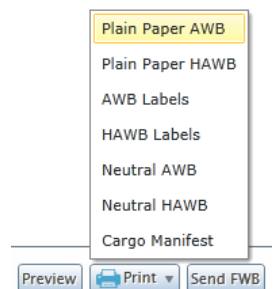 Plain Paper AWB
Plain Paper HAWB
AWB Labels
HAWB Labels
Neutral AWB
Neutral HAWB
Cargo Manifest
Preview Print Send FWB